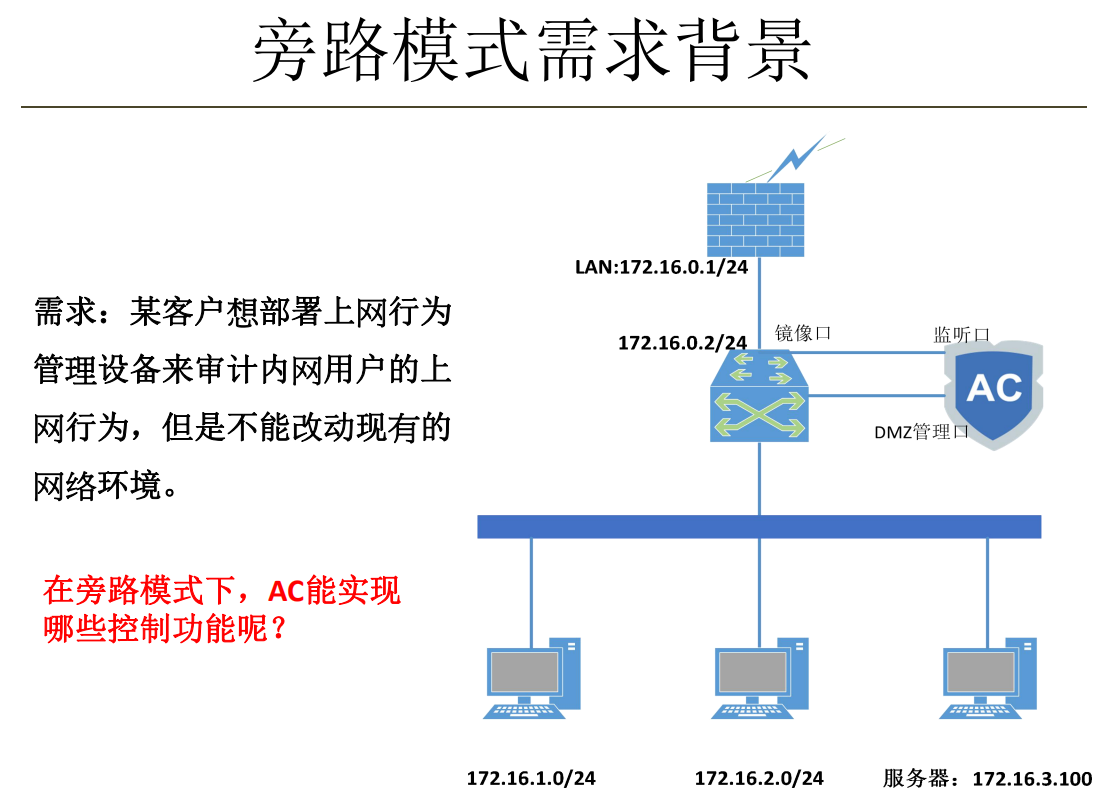 旁路模式需求背景
LAN:172.16.0.1/24
172.16.0.2/24
镜像口
监听口
AC
DMZ管理口
需求：某客户想部署上网行为
管理设备来审计内网用户的上
网行为，但是不能改动现有的
网络环境。
在旁路模式下，AC能实现
哪些控制功能呢？
172.16.1.0/24
172.16.2.0/24
服务器：172.16.3.100